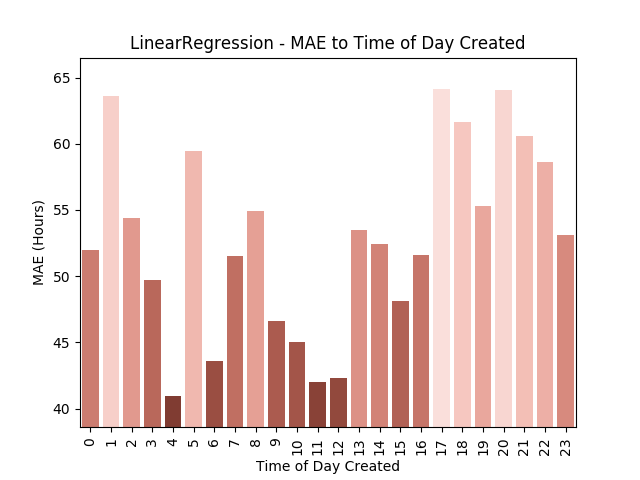 LinearRegression - MAE to Time of Day Created
65
60
55
50
45
40
MAE (Hours)
0 1 2 3 4 5 6 7 8 9 10 11 12 13 14 15 16 17 18 19 20 21 22 23
Time of Day Created